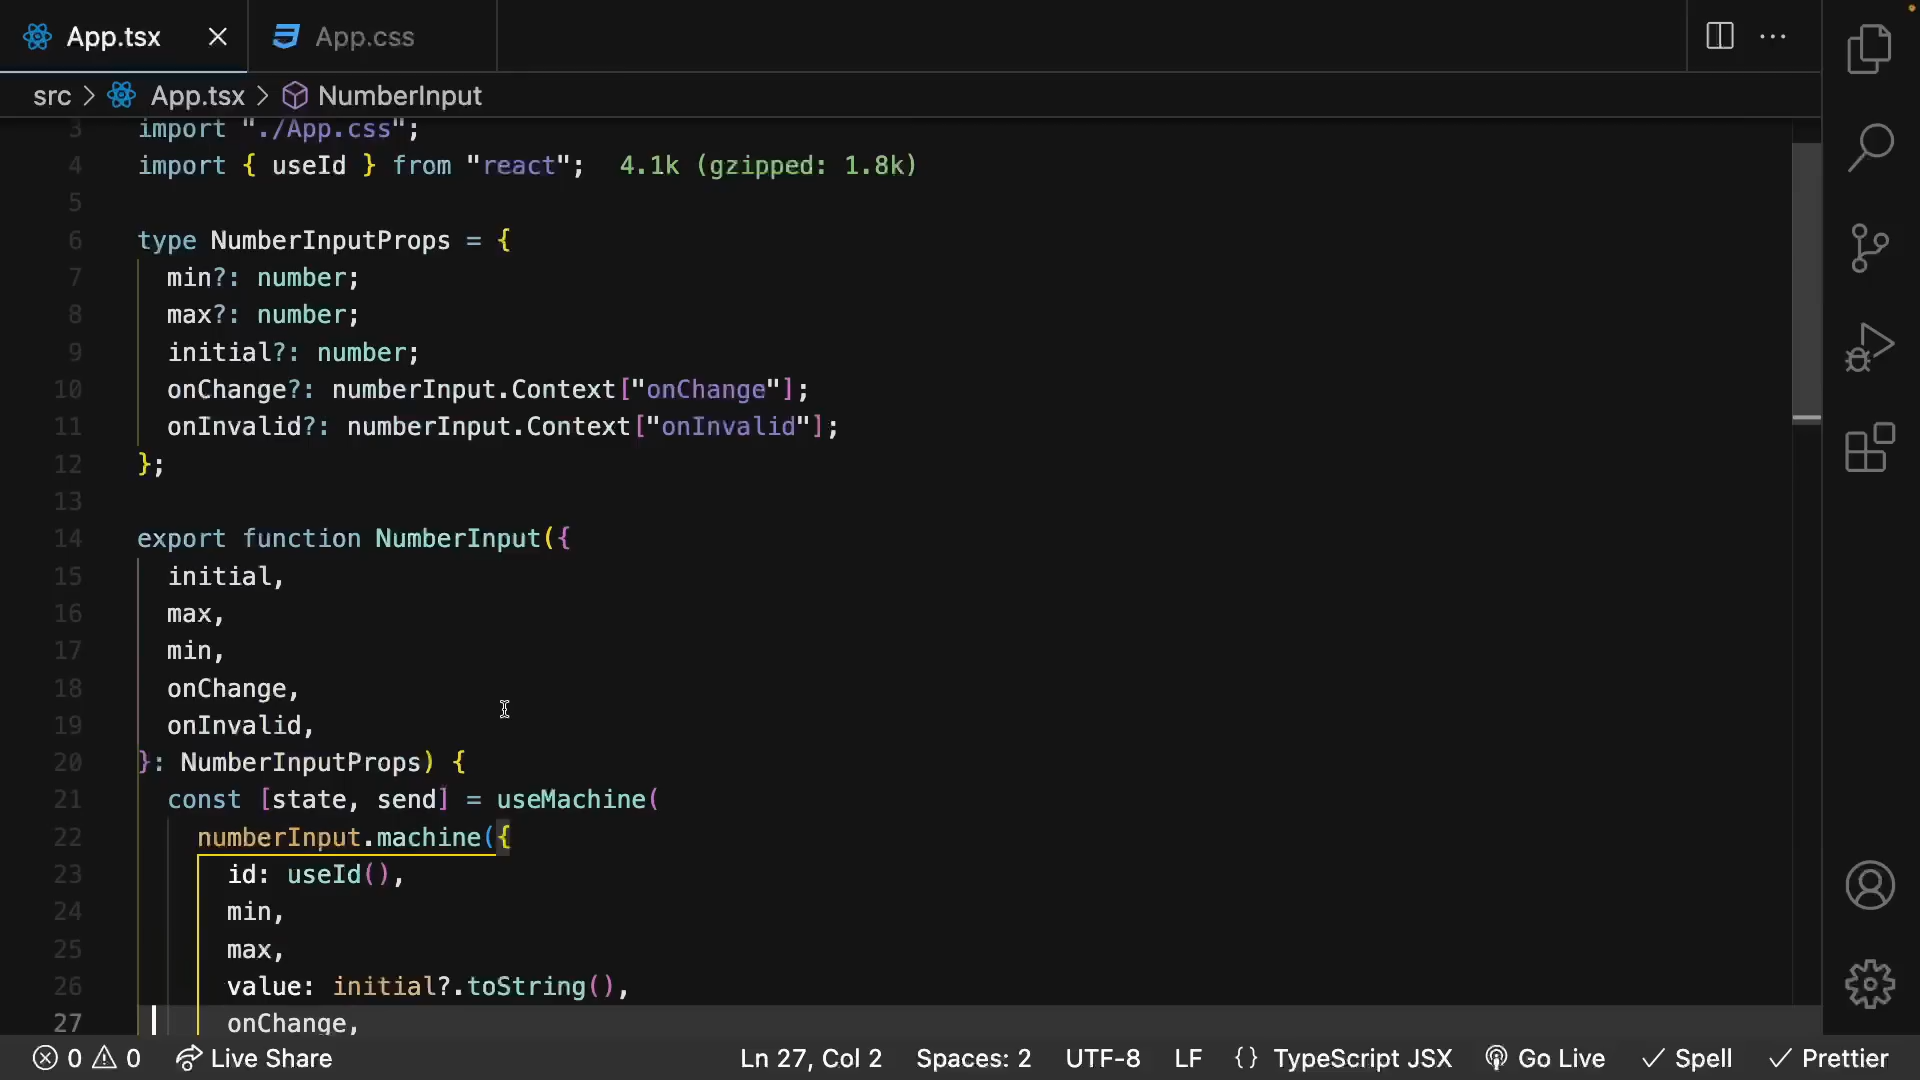 App.tsx
App.css
src > App.tsx > NumberInput
3 import "./App.css";
4 import { useId } from "react"; 4.1k (gzipped: 1.8k)
5
6 type NumberInputProps = {
7 min?: number;
8 max?: number;
9 initial?: number;
10 onChange?: numberInput.Context["onChange"];
11 onInvalid?: numberInput.Context["onInvalid"];
12 };
13
14 export function NumberInput({
15 initial,
16 max,
17 min,
18 onChange,
19 onInvalid,
20 }: NumberInputProps) {
21 const [state, send] = useMachine(
22 numberInput.machine({
23 id: useId(),
24 min,
25 max,
26 value: initial?.toString(),
27 onChange,
0 0 Live Share Ln 27, Col 2 Spaces: 2 UTF-8 LF {} TypeScript JSX Go Live Spell Prettier